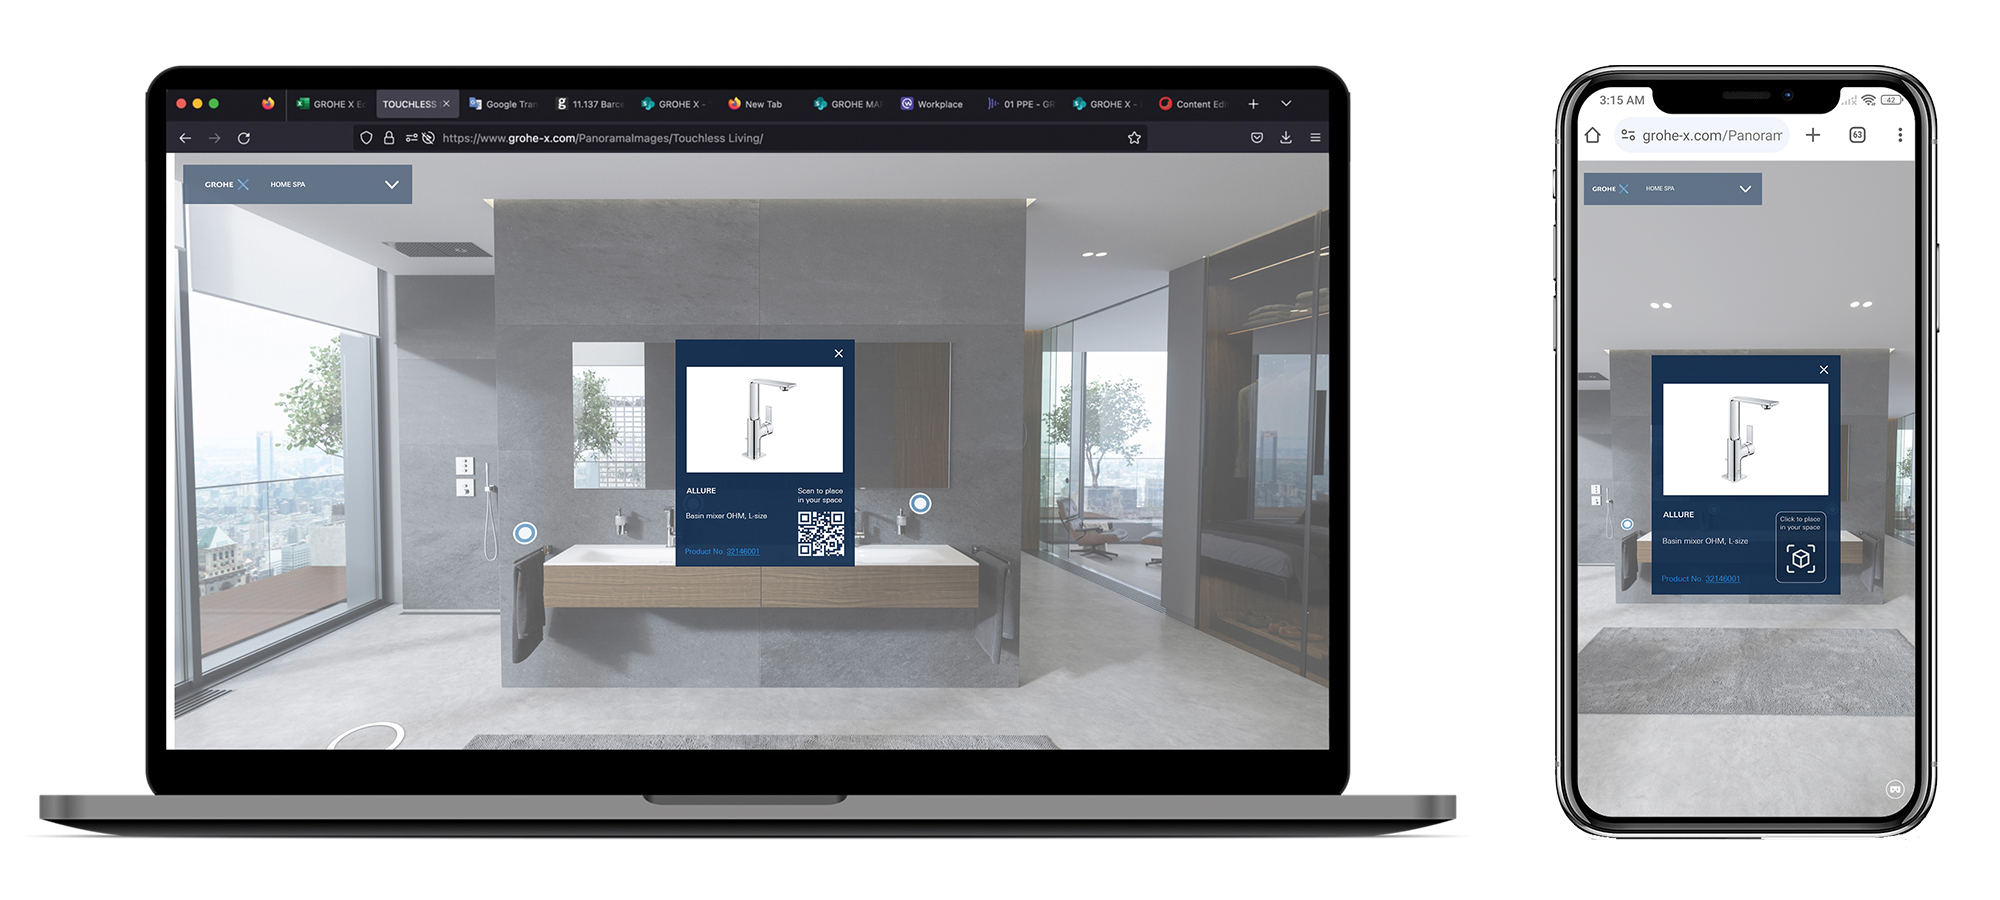 GROHE X Ec
TOUCHLESS
Google Tran
g
11.137 Barce
GROHE X -
New Tab
GROHE MA
Workplace
01 PPE - GR
GROHE X -
Content Edi
https://www.grohe-x.com/PanoramaImages/Touchless Living/
GROHE X
HOME SPA
ALLURE
Scan to place
in your space
Basin mixer OHM, L-size
Product No. 32146001
3:15 AM
42
grohe-x.com/Panoram
63
GROHE X
HOME SPA
ALLURE
Click to place
in your space
Basin mixer OHM, L-size
Product No. 32146001